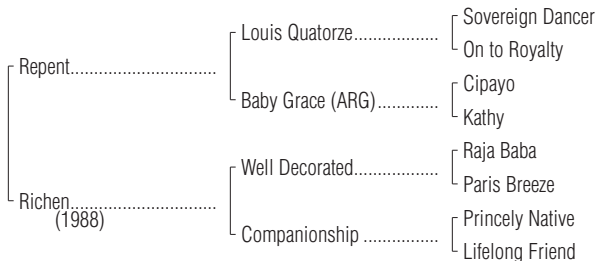 Sovereign Dancer
Louis Quatorze..................
On to Royalty
Repent...............................
Cipayo
Baby Grace (ARG).............
Kathy
Raja Baba
Well Decorated..................
Paris Breeze
Richen...............................
(1988)
Princely Native
Companionship ................
Lifelong Friend